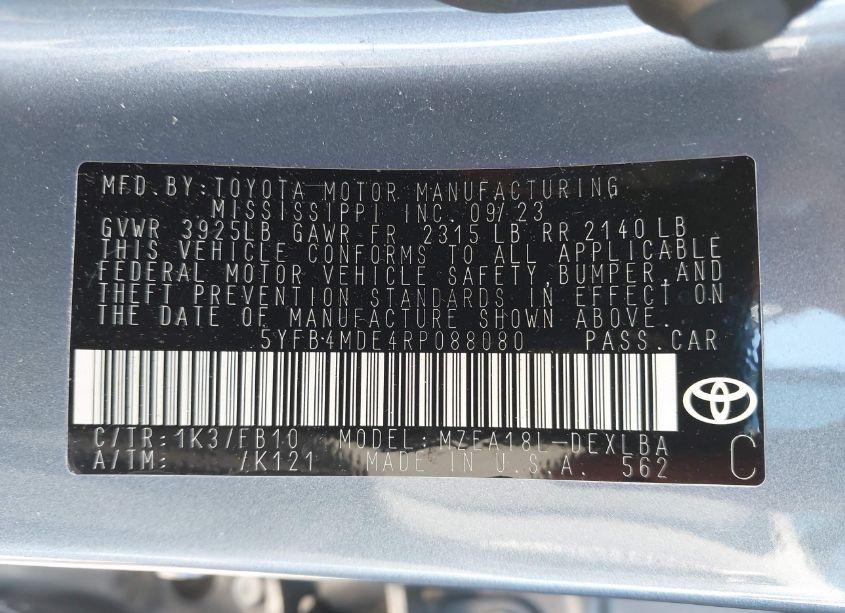 MFD BY: TOYOTA MOTOR MANUFACTURING
MISSISSIPPI INC. 09/23
GVWR 3925LB GAWR FR 2315 LB RR 2140 LB
THIS VEHICLE CONFORMS TO ALL APPLICABLE
FEDERAL MOTOR VEHICLE SAFETY,BUMPER,AND
THEFT PREVENTION STANDARDS IN EFFECT ON
THE DATE OF MANUFACTURE SHOWN ABOVE.
5YFB4MDE4RP088080 PASS.CAR
C/TR: 1K3/FB10 MODEL: MZEA18L-DEXLBA
A/TM: /K121 MADE IN U.S.A. 562 C